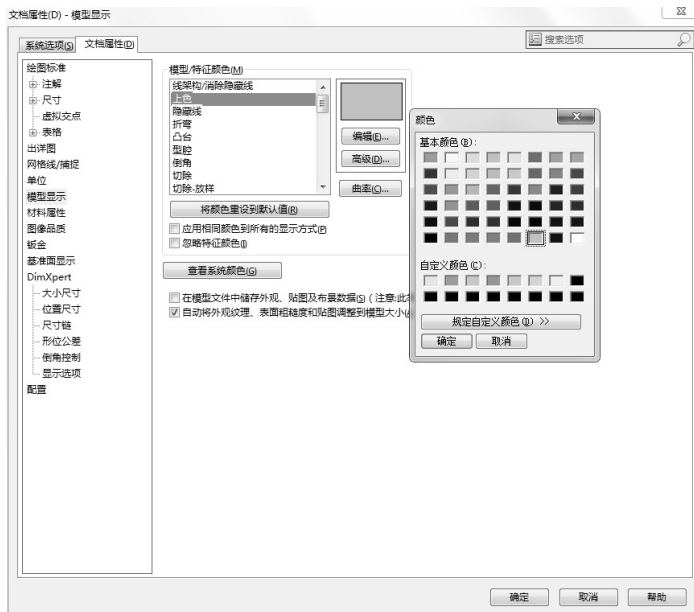 文档属性(D) - 模型显示
系统选项(S)
文档属性(D)
搜索选项
绘图标准
注解
尺寸
虚拟交点
表格
出详图
网格线/捕捉
单位
模型显示
材料属性
图像品质
钣金
基准面显示
DimXpert
大小尺寸
位置尺寸
尺寸链
形位公差
倒角控制
显示选项
配置
模型/特征颜色(M)
线架构/消除隐藏线
上色
隐藏线
折弯
凸台
型腔
倒角
切除
切除-放样
编辑(E)...
高级(D)...
曲率(C)...
将颜色重设到默认值(R)
应用相同颜色到所有的显示方式(P
忽略特征颜色(I)
查看系统颜色(G)
在模型文件中储存外观、贴图及布景数据(S) ( 注意:此
自动将外观纹理、表面粗糙度和贴图调整到模型大小(
颜色
基本颜色(B):
自定义颜色(C):
规定自定义颜色(D) >>
确定
取消
确定
取消
帮助